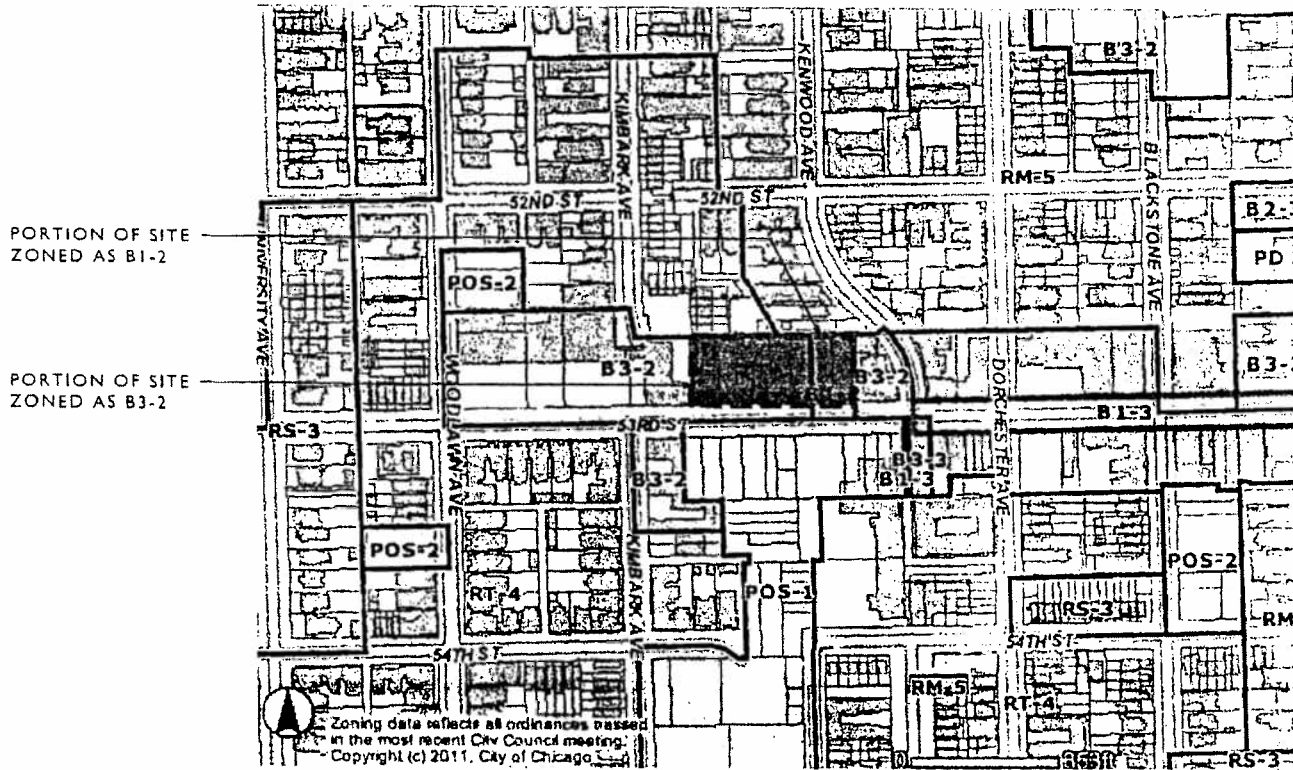 B3-2
KENWOOD AVE
KIMBARK AVE
BLACKSTONE AVE
RM-5
52ND ST
52ND ST
PORTION OF SITE
ZONED AS B1-2
UNIVERSITY AVE
PD
POS-2
PORTION OF SITE
ZONED AS B3-2
WOODLAWN AVE
B3-2
B3-2
DORCHESTER AVE
B1-3
53RD ST
RS-3
B3-2
B3-3
B1-3
POS-2
POS-2
KIMBARK AVE
RT-4
POS-1
RS-3
RM
54TH ST
54TH ST
RM-5
RT-4
Zoning data reflects all ordinances passed
in the most recent City Council meeting.
Copyright (c) 2011, City of Chicago
RS-3